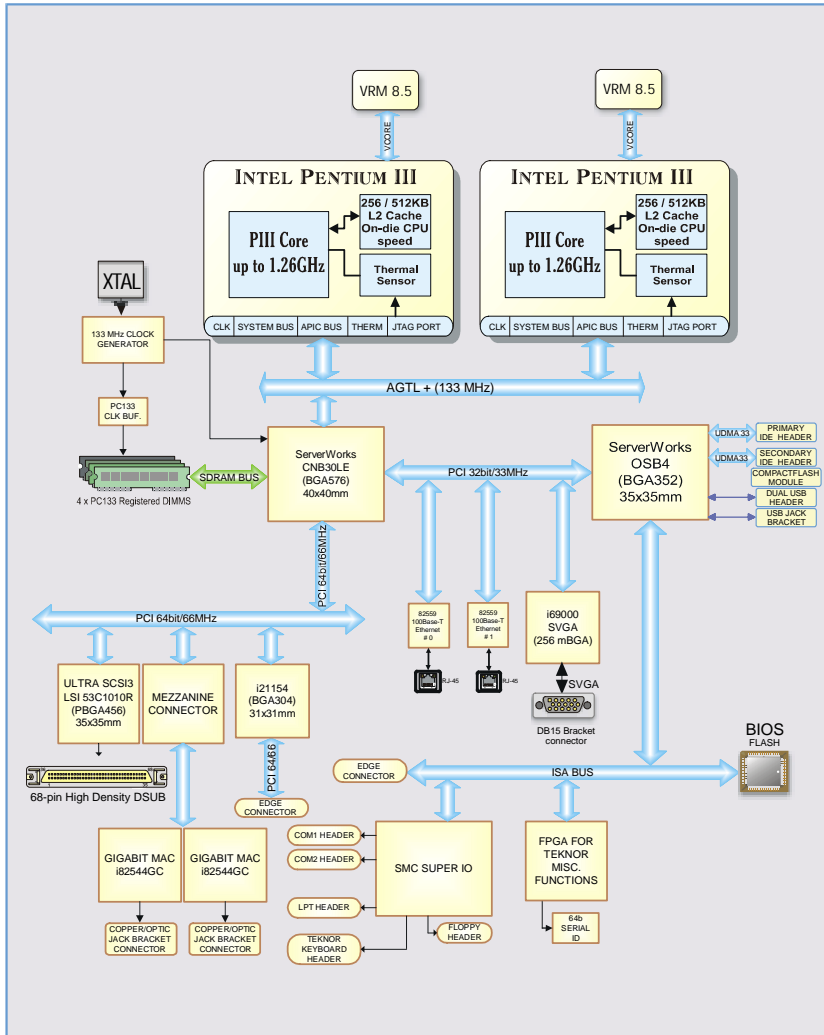 VRM 8.5
VRM 8.5
VCORE
VCORE
INTEL PENTIUM III
INTEL PENTIUM III
PIII Core
up to 1.26GHz
256 / 512KB
L2 Cache
On-die CPU
speed
Thermal
Sensor
PIII Core
up to 1.26GHz
256 / 512KB
L2 Cache
On-die CPU
speed
Thermal
Sensor
CLK SYSTEM BUS APIC BUS THERM JTAG PORT
CLK SYSTEM BUS APIC BUS THERM JTAG PORT
XTAL
133 MHz CLOCK
GENERATOR
PC133
CLK BUF.
AGTL + (133 MHz)
4 x PC133 Registered DIMMS
SDRAM BUS
ServerWorks
CNB30LE
(BGA576)
40x40mm
PCI 32bit/33MHz
ServerWorks
OSB4
(BGA352)
35x35mm
UDMA 33
PRIMARY
IDE HEADER
UDMA33
SECONDARY
IDE HEADER
COMPACTFLASH
MODULE
DUAL USB
HEADER
USB JACK
BRACKET
PCI 64bit/66MHz
PCI 64bit/66MHz
82559
100Base-T
Ethernet
# 0
82559
100Base-T
Ethernet
# 1
i69000
SVGA
(256 mBGA)
RJ-45
RJ-45
SVGA
DB15 Bracket
connector
ULTRA SCSI3
LSI 53C1010R
(PBGA456)
35x35mm
MEZZANINE
CONNECTOR
i21154
(BGA304)
31x31mm
68-pin High Density DSUB
PCI 64/66
EDGE
CONNECTOR
EDGE
CONNECTOR
ISA BUS
BIOS
FLASH
GIGABIT MAC
i82544GC
GIGABIT MAC
i82544GC
COPPER/OPTIC
JACK BRACKET
CONNECTOR
COPPER/OPTIC
JACK BRACKET
CONNECTOR
COM1 HEADER
COM2 HEADER
LPT HEADER
TEKNOR
KEYBOARD
HEADER
SMC SUPER IO
FLOPPY
HEADER
FPGA FOR
TEKNOR
MISC.
FUNCTIONS
64b
SERIAL
ID